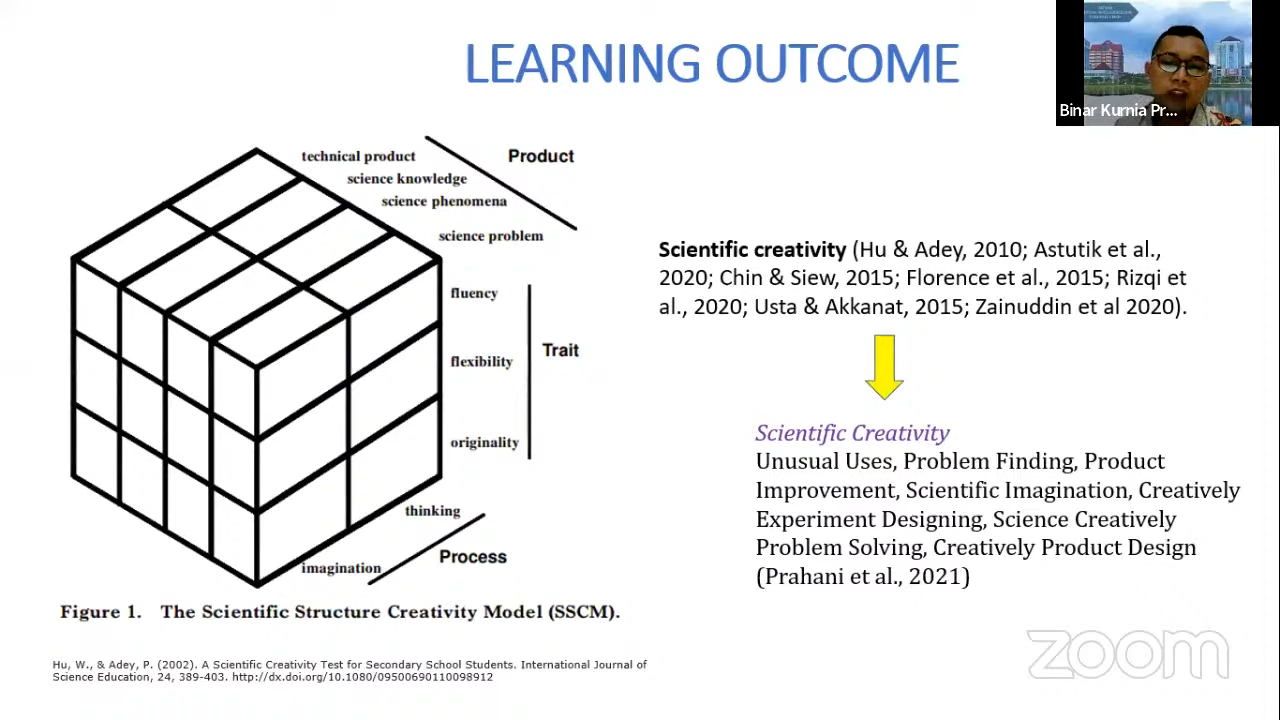 LEARNING OUTCOME
Binar Kurnia Pr...
technical product
Product
science knowledge
science phenomena
science problem
fluency
flexibility
Trait
originality
thinking
Process
imagination
Figure 1. The Scientific Structure Creativity Model (SSCM).
Hu, W., & Adey, P. (2002). A Scientific Creativity Test for Secondary School Students. International Journal of
Science Education, 24, 389-403. http://dx.doi.org/10.1080/09500690110098912
Scientific creativity (Hu & Adey, 2010; Astutik et al.,
2020; Chin & Siew, 2015; Florence et al., 2015; Rizqi et
al., 2020; Usta & Akkanat, 2015; Zainuddin et al 2020).
Scientific Creativity
Unusual Uses, Problem Finding, Product
Improvement, Scientific Imagination, Creatively
Experiment Designing, Science Creatively
Problem Solving, Creatively Product Design
(Prahani et al., 2021)
zoom